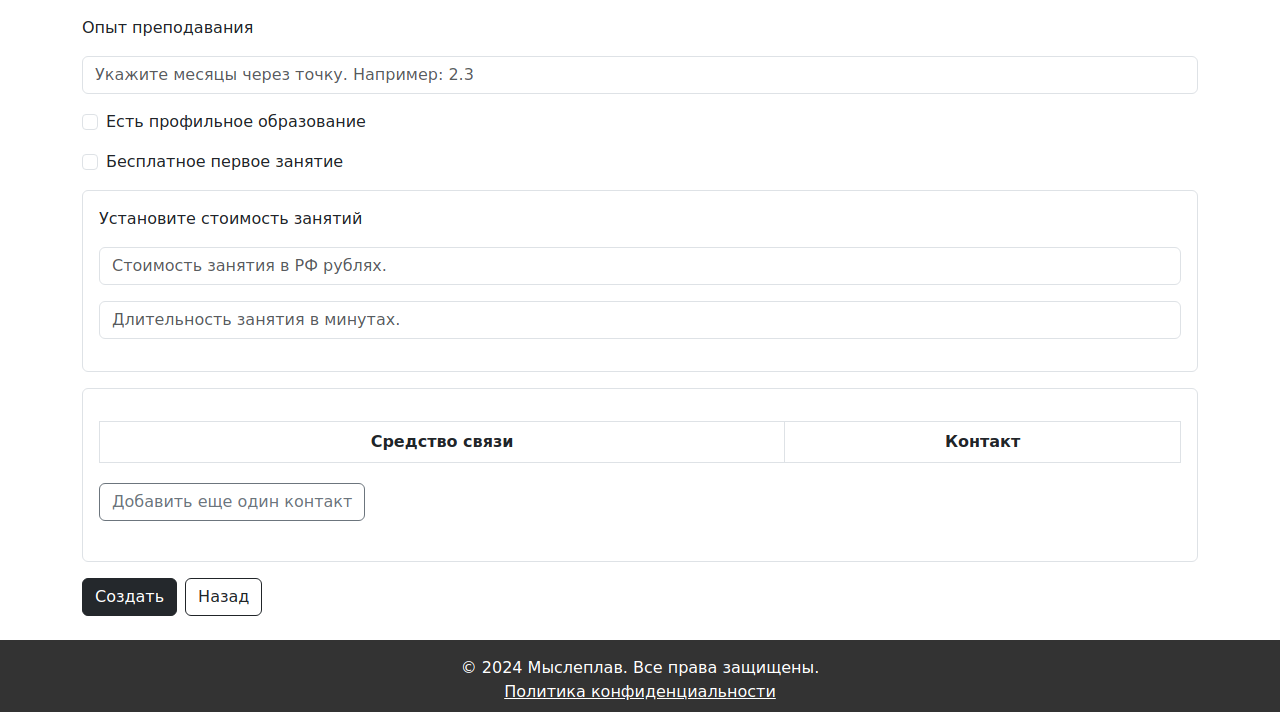 Опыт преподавания
Укажите месяцы через точку. Например: 2.3
Есть профильное образование
Бесплатное первое занятие
Установите стоимость занятий
Стоимость занятия в РФ рублях.
Длительность занятия в минутах.
Средство связи Контакт
Добавить еще один контакт
Создать Назад
© 2024 Мыслеплав. Все права защищены.
Политика конфиденциальности